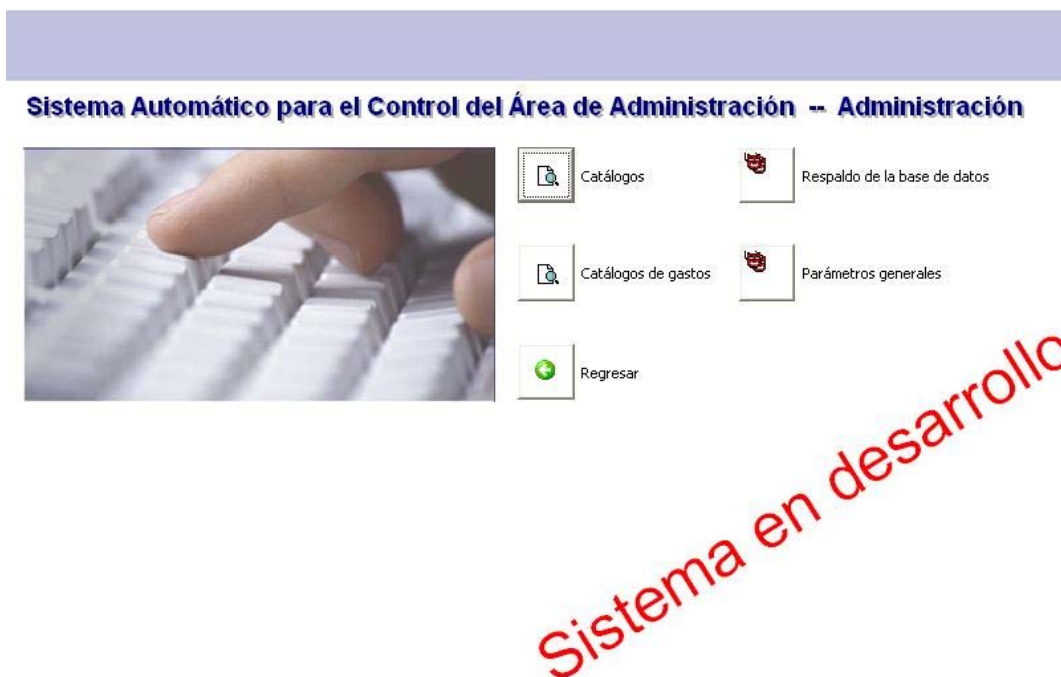 Sistema Automático para el Control del Área de Administración -- Administración
Catálogos
Respaldo de la base de datos
Catálogos de gastos
Parámetros generales
Regresar
Sistema en desarrollo